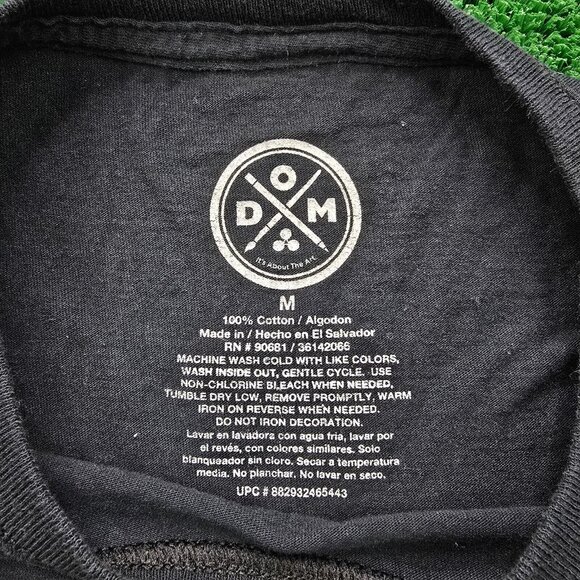 O
D M
It's About The Art.
M
100% Cotton / Algodon
Made in / Hecho en El Salvador
RN # 90681 / 36142066
MACHINE WASH COLD WITH LIKE COLORS,
WASH INSIDE OUT, GENTLE CYCLE. USE
NON-CHLORINE BLEACH WHEN NEEDED,
TUMBLE DRY LOW, REMOVE PROMPTLY, WARM
IRON ON REVERSE WHEN NEEDED.
DO NOT IRON DECORATION.
Lavar en lavadora con agua fria, lavar por
el revés, con colores similares. Solo
blanqueador sin cloro. Secar a temperatura
media. No planchar. No lavar en seco.
UPC # 882932465443